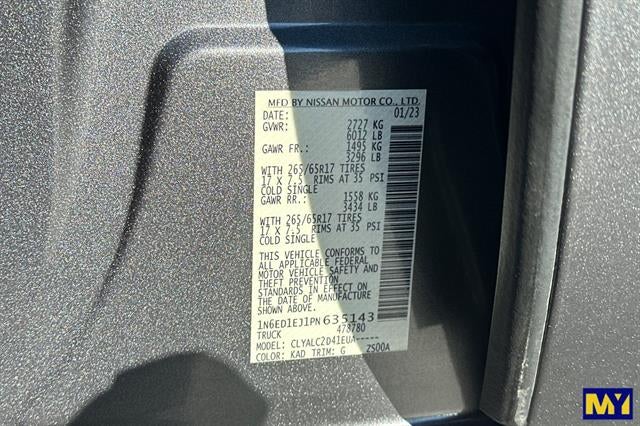 MFD BY NISSAN MOTOR CO., LTD.
DATE: 01/23
GVWR: 2727 KG
6012 LB
GAWR FR.: 1495 KG
3296 LB
WITH 265/65R17 TIRES
17 X 7.5 RIMS AT 35 PSI
COLD SINGLE
GAWR RR.: 1558 KG
3434 LB
WITH 265/65R17 TIRES
17 X 7.5 RIMS AT 35 PSI
COLD SINGLE
THIS VEHICLE CONFORMS TO
ALL APPLICABLE FEDERAL
MOTOR VEHICLE SAFETY AND
THEFT PREVENTION
STANDARDS IN EFFECT ON
THE DATE OF MANUFACTURE
SHOWN ABOVE.
1N6ED1EJ1PN635143
TRUCK 478780
MODEL: CLYALC2D41EUA-----
COLOR: KAD TRIM: G 2S00A
MY